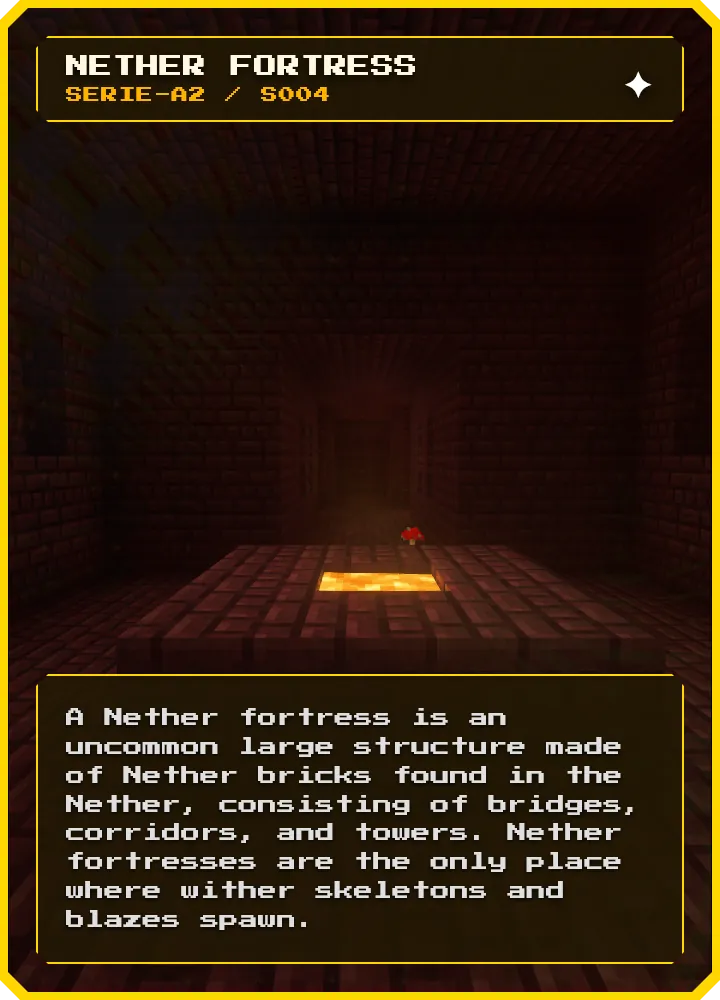 NETHER FORTRESS
SERIE-A2 / S004
A Nether fortress is an
uncommon large structure made
of Nether bricks found in the
Nether, consisting of bridges,
corridors, and towers. Nether
fortresses are the only place
where wither skeletons and
blazes spawn.